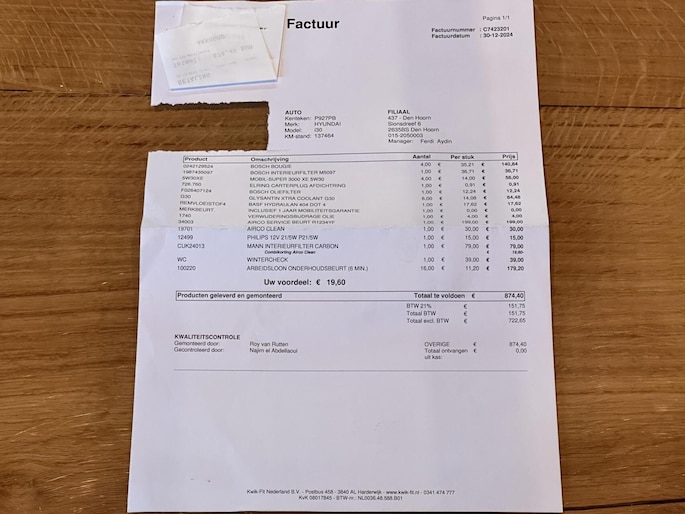 Factuur
Pagina 1/1
Factuurnummer : C7423201
Factuurdatum : 30-12-2024
AUTO
Kenteken: P927PB
Merk: HYUNDAI
Model: i30
KM-stand: 137464
FILIAAL
437 - Den Hoorn
Sionsdreef 6
2635BS Den Hoorn
015-2050003
Manager: Ferdi Aydin
Product Omschrijving Aantal Per stuk Prijs
0242129524 BOSCH BOUGIE 4,00 € 35,21 € 140,84
1987435097 BOSCH INTERIEURFILTER M5097 1,00 € 36,71 € 36,71
5W30XE MOBIL SUPER 3000 XE 5W30 4,00 € 14,00 € 56,00
726.760 ELRING CARTERPLUG AFDICHTRING 1,00 € 0,91 € 0,91
F026407124 BOSCH OLIEFILTER 1,00 € 12,24 € 12,24
G30 GLYSANTIN XTRA COOLANT G30 6,00 € 14,08 € 84,48
REMVLOEISTOF4 BASF HYDRAULAN 404 DOT 4 1,00 € 17,62 € 17,62
MERKBEURT. INCLUSIEF 1 JAAR MOBILITEITSGARANTIE 1,00 €
1740 VERWIJDERINGSBIJDRAGE OLIE 1,00 € 4,00 € 4,00
34003 AIRCO SERVICE BEURT R1234YF 1,00 € 199,00 € 199,00
18701 AIRCO CLEAN 1,00 € 30,00 € 30,00
12499 PHILIPS 12V 21/5W P21/5W 1,00 € 15,00 € 15,00
CUK24013 MANN INTERIEURFILTER CARBON 1,00 € 79,00 € 79,00
Combikorting Airco Clean € 19,60-
WC WINTERCHECK 1,00 € 39,00 € 39,00
100220 ARBEIDSLOON ONDERHOUDSBEURT (6 MIN.) 16,00 € 11,20 € 179,20
Uw voordeel: € 19,60
Producten geleverd en gemonteerd Totaal te voldoen € 874,40
BTW 21% € 151,75
Totaal BTW € 151,75
Totaal excl. BTW € 722,65
KWALITEITSCONTROLE
Gemonteerd door: Roy van Rutten
Gecontroleerd door: Najim el Abdellaoui
OVERIGE € 874,40
Totaal ontvangen € 0,00
uit kas:
Kwik-Fit Nederland B.V. - Postbus 458 - 3840 AL Harderwijk - www.kwik-fit.nl - 0341 474 777
KvK 08017845 - BTW-nr.: NL0036.48.588.B01